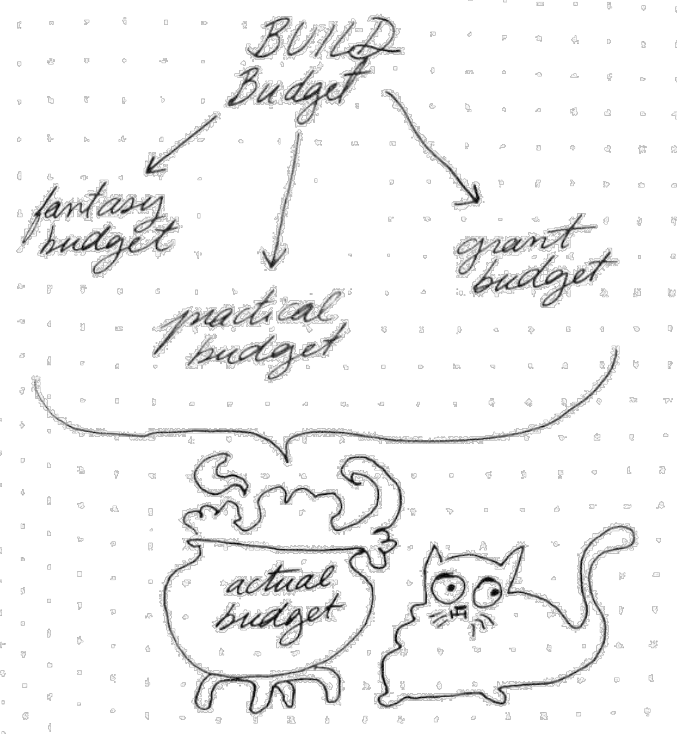 BUILD
Budget
fantasy
budget
grant
budget
practical
budget
actual
budget